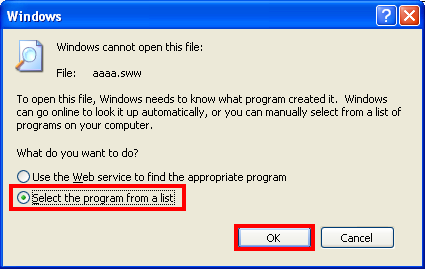 Windows
Windows cannot open this file:
File: aaaa.sww
To open this file, Windows needs to know what program created it. Windows
can go online to look it up automatically, or you can manually select from a list of
programs on your computer.
What do you want to do?
Use the Web service to find the appropriate program
Select the program from a list
OK Cancel